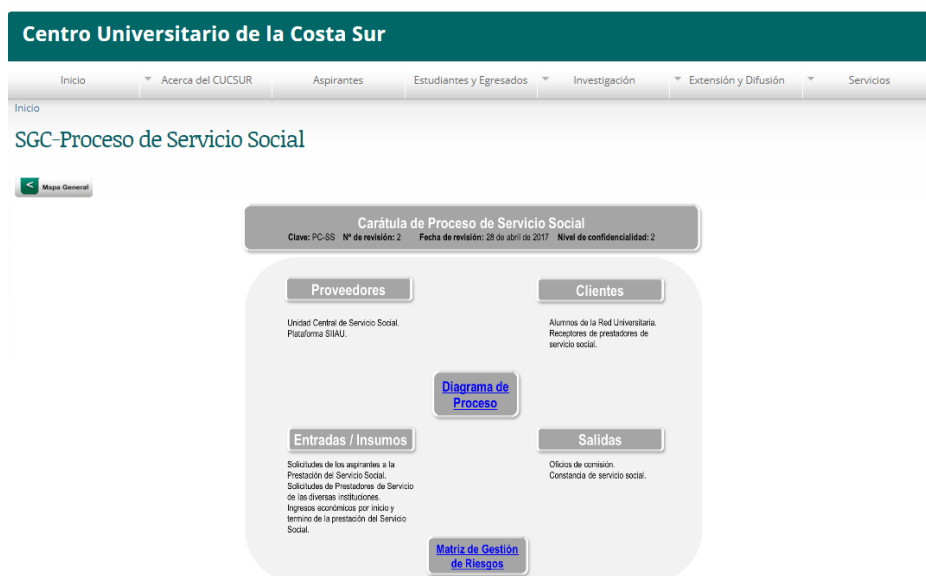 Centro Universitario de la Costa Sur
Inicio Acerca del CUCSUR Aspirantes Estudiantes y Egresados Investigación Extensión y Difusión Servicios
Inicio
SGC-Proceso de Servicio Social
< Mapa General
Carátula de Proceso de Servicio Social
Clave: PC-SS Nº de revisión: 2 Fecha de revisión: 28 de abril de 2017 Nivel de confidencialidad: 2
Proveedores
Unidad Central de Servicio Social.
Plataforma SIIAU.
Clientes
Alumnos de la Red Universitaria.
Receptores de prestadores de
servicio social.
Diagrama de
Proceso
Entradas / Insumos
Solicitudes de los aspirantes a la
Prestación del Servicio Social.
Solicitudes de Prestadores de Servicio
de las diversas instituciones.
Ingresos económicos por inicio y
termino de la prestación del Servicio
Social.
Salidas
Oficios de comisión.
Constancia de servicio social.
Matriz de Gestión
de Riesgos